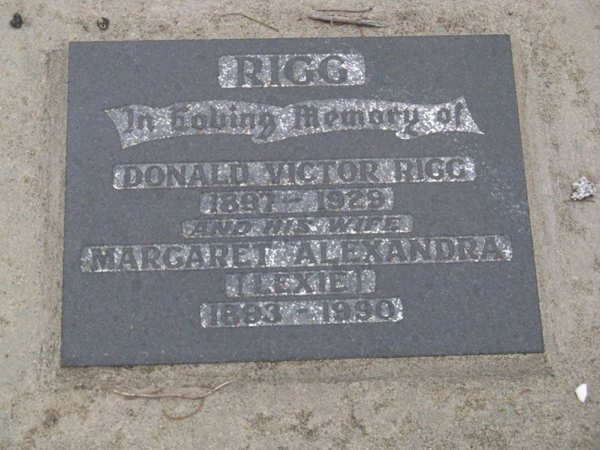 RIGG
In Loving Memory of
DONALD VICTOR RIGG
1897 - 1929
AND HIS WIFE
MARGARET ALEXANDRA
[LEXIE]
1893 - 1990